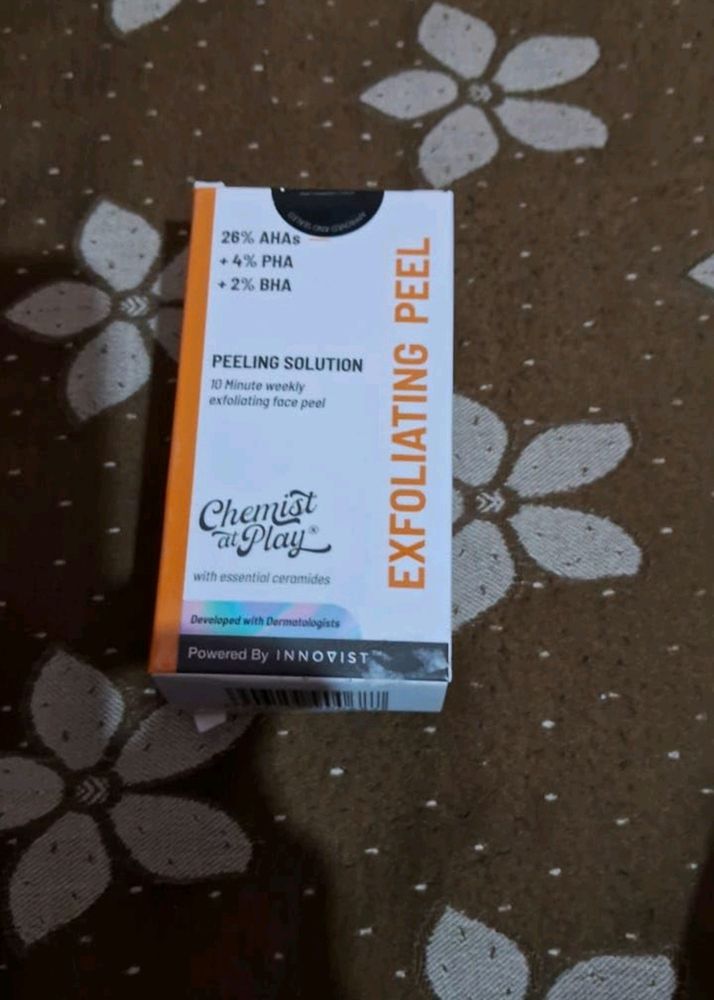 26% AHAs
+ 4% PHA
+ 2% BHA
PEELING SOLUTION
10 Minute weekly
exfoliating face peel
EXFOLIATING PEEL
Chemist
at Play®
with essential ceramides
Developed with Dermatologists
Powered By INNOVIST™